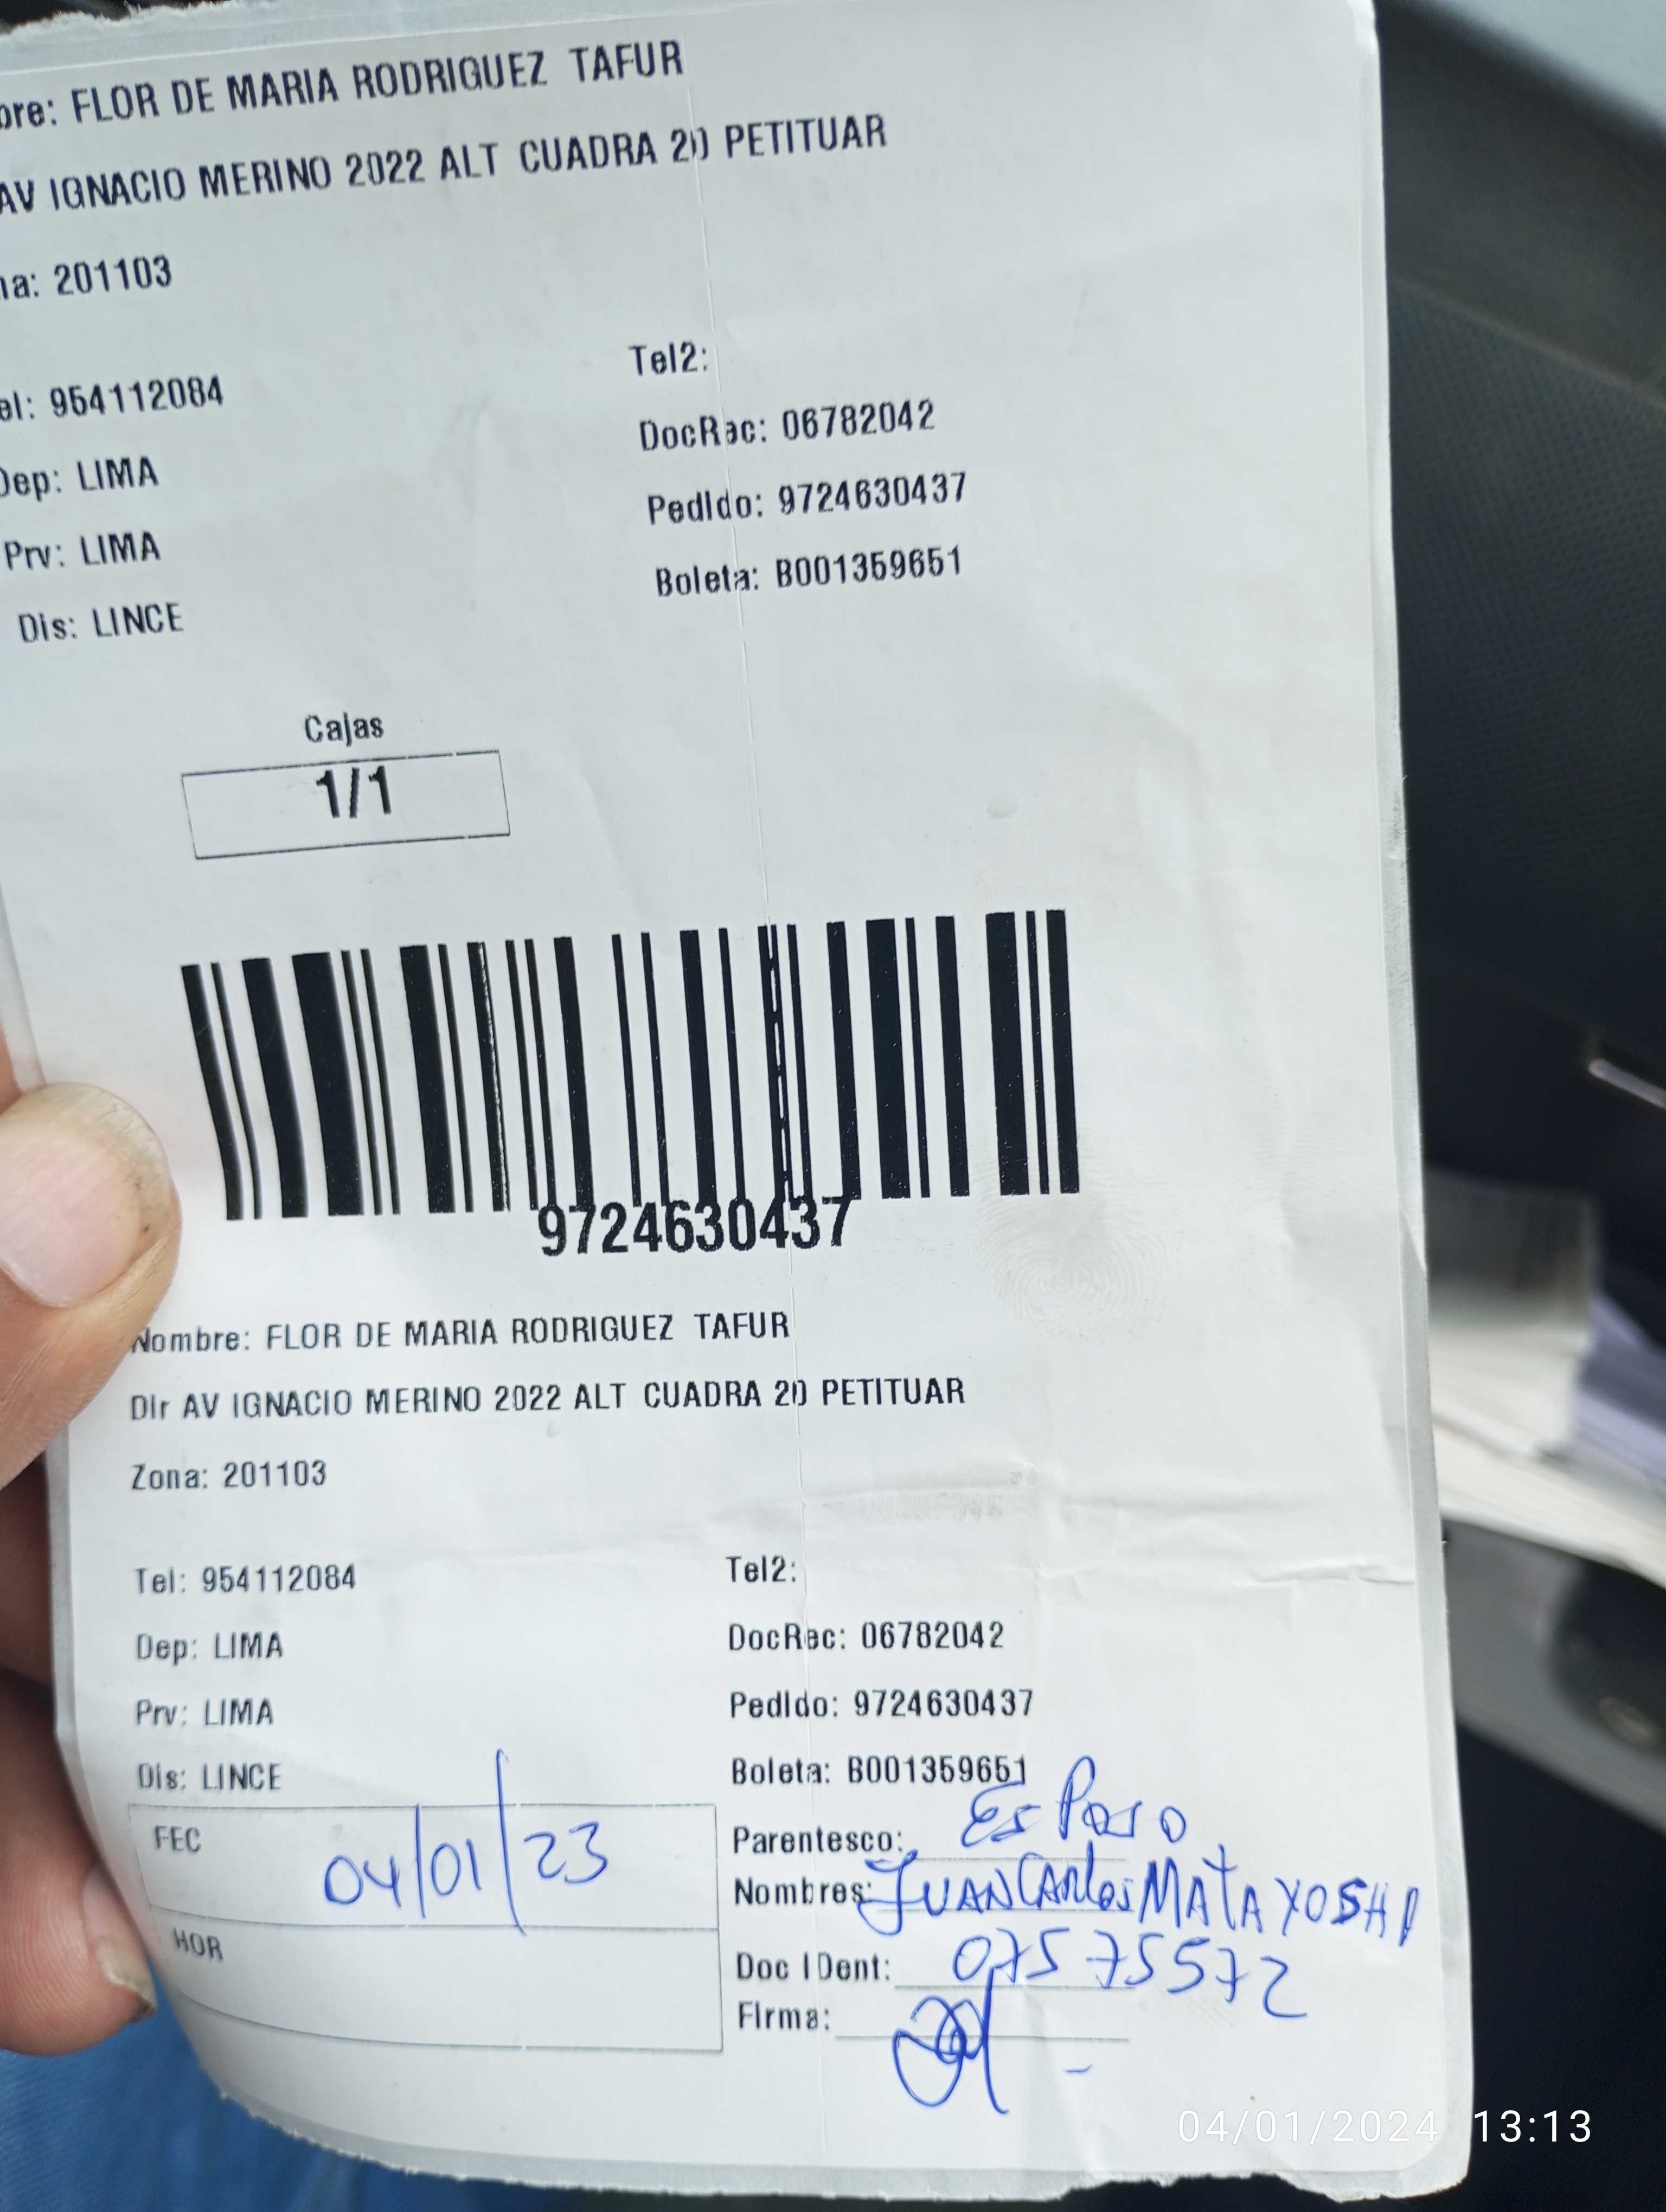 bre: FLOR DE MARIA RODRIGUEZ TAFUR
AV IGNACIO MERINO 2022 ALT CUADRA 20 PETITUAR
na: 201103
el: 954112084
Tel2:
DocRec: 06782042
Dep: LIMA
Pedido: 9724630437
Prv: LIMA
Boleta: B001359651
Dis: LINCE
Cajas
1/1
9724630437
Nombre: FLOR DE MARIA RODRIGUEZ TAFUR
Dir AV IGNACIO MERINO 2022 ALT CUADRA 20 PETITUAR
Zona: 201103
Tel: 954112084
Tel2:
Dep: LIMA
DocRec: 06782042
Prv: LIMA
Pedido: 9724630437
Dis: LINCE
Boleta: B001359651
FEC 04/01/23
Parentesco: Esposo
Nombres: JUAN CARLOS MATAYOSHI
HOR
Doc IDent: 07575572
Firma:
04/01/2024 13:13